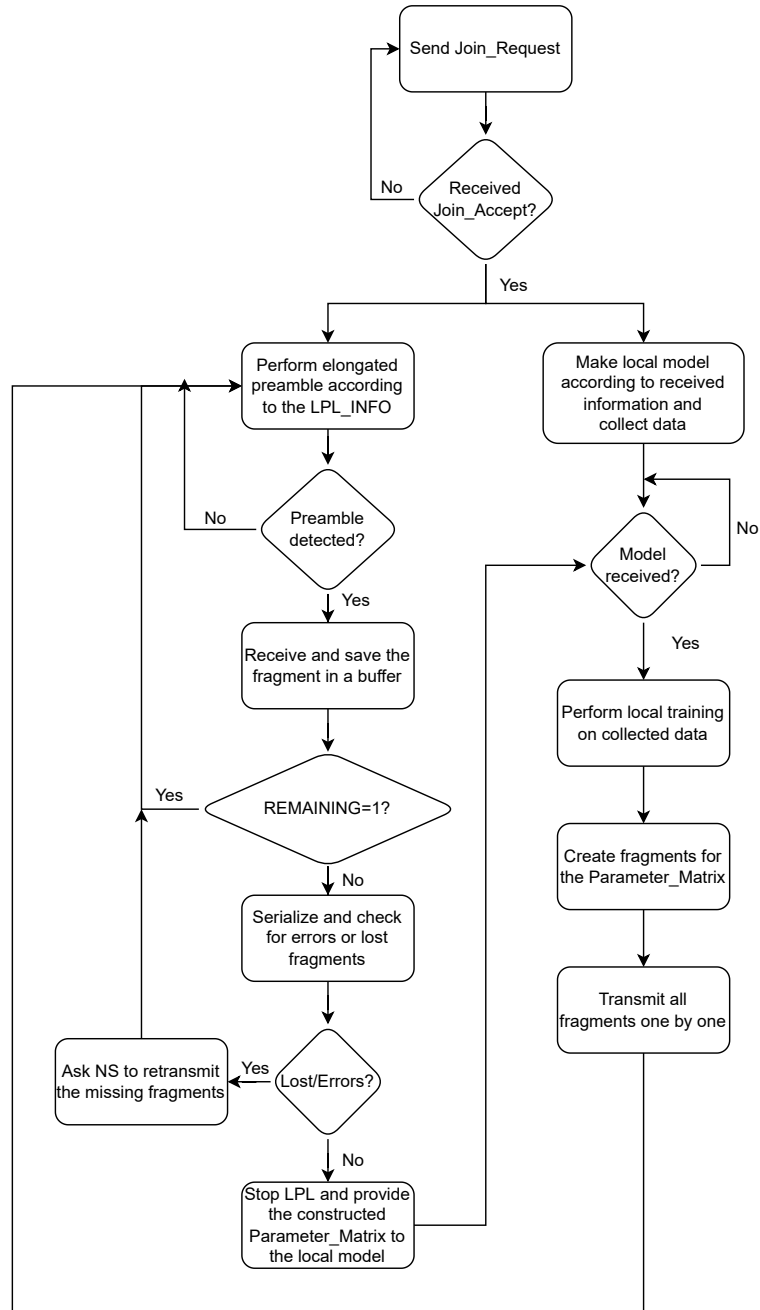 Send Join_Request
No
Received
Join_Accept?
Yes
Perform elongated
preamble according
to the LPL_INFO
Make local model
according to received
information and
collect data
No
Preamble
detected?
No
Model
received?
Yes
Receive and save the
fragment in a buffer
Yes
Perform local training
on collected data
Yes
REMAINING=1?
No
Create fragments for
the Parameter_Matrix
Serialize and check
for errors or lost
fragments
Transmit all
fragments one by one
Ask NS to retransmit
the missing fragments
Yes
Lost/Errors?
No
Stop LPL and provide
the constructed
Parameter_Matrix to
the local model